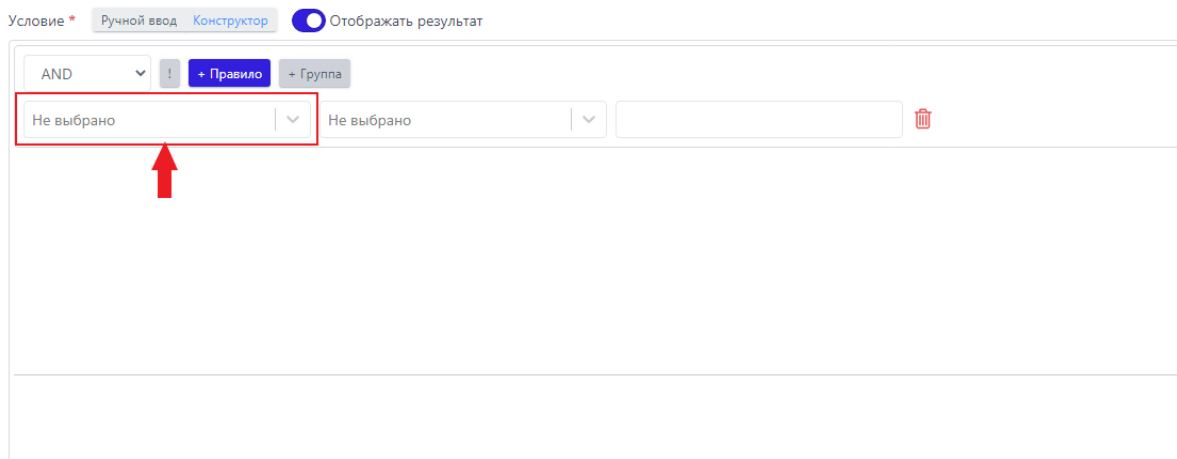 Условие * Ручной ввод Конструктор Отображать результат
AND ! + Правило + Группа
Не выбрано Не выбрано